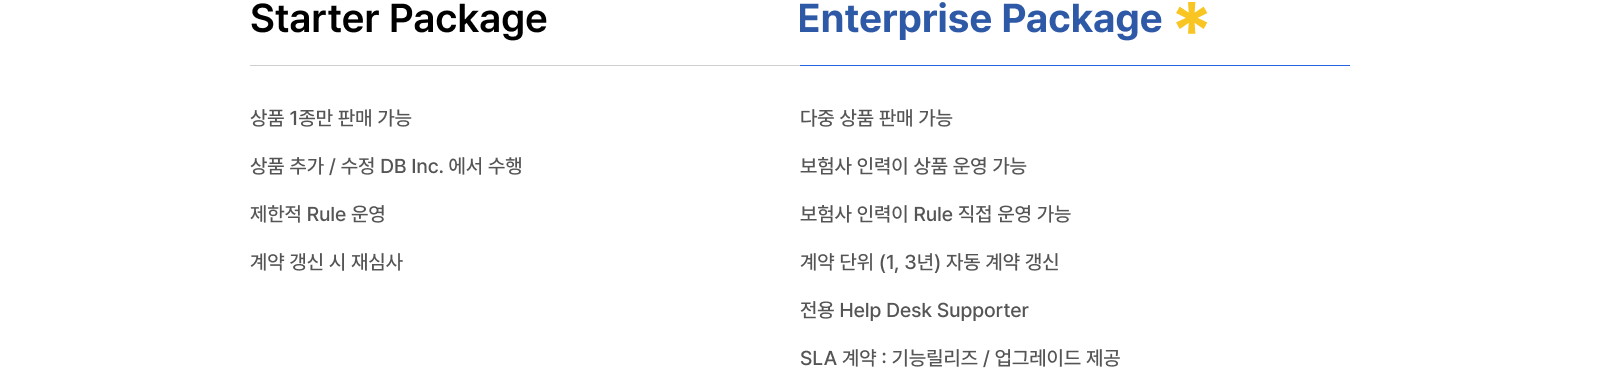 Starter Package
상품 1종만 판매 가능
상품 추가 / 수정 DB Inc. 에서 수행
제한적 Rule 운영
계약 갱신 시 재심사
Enterprise Package *
다중 상품 판매 가능
보험사 인력이 상품 운영 가능
보험사 인력이 Rule 직접 운영 가능
계약 단위 (1, 3년) 자동 계약 갱신
전용 Help Desk Supporter
SLA 계약 : 기능릴리즈 / 업그레이드 제공